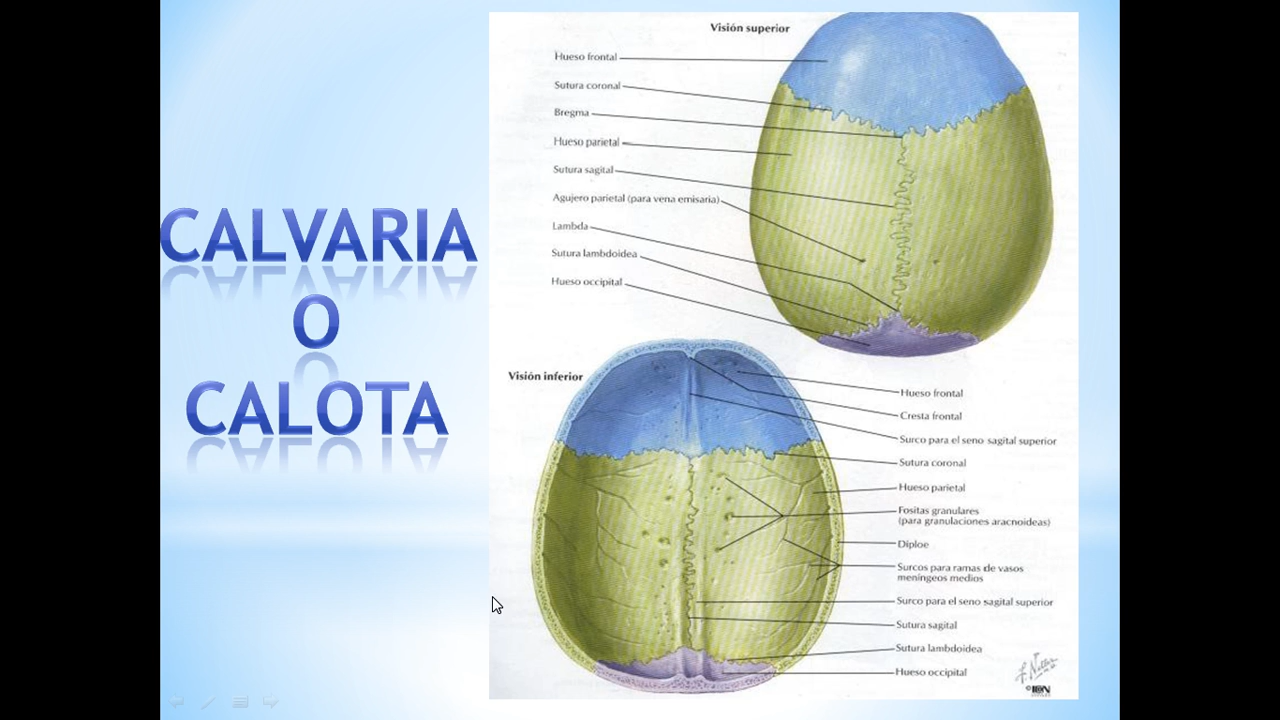 CALVARIA
O
CALOTA
Visión superior
Hueso frontal
Sutura coronal
Bregma
Hueso parietal
Sutura sagital
Agujero parietal (para vena emisaria)
Lambda
Sutura lambdoidea
Hueso occipital
Visión inferior
Hueso frontal
Cresta frontal
Surco para el seno sagital superior
Sutura coronal
Hueso parietal
Fositas granulares
(para granulaciones aracnoideas)
Díploe
Surcos para ramas de vasos
meníngeos medios
Surco para el seno sagital superior
Sutura sagital
Sutura lambdoidea
Hueso occipital